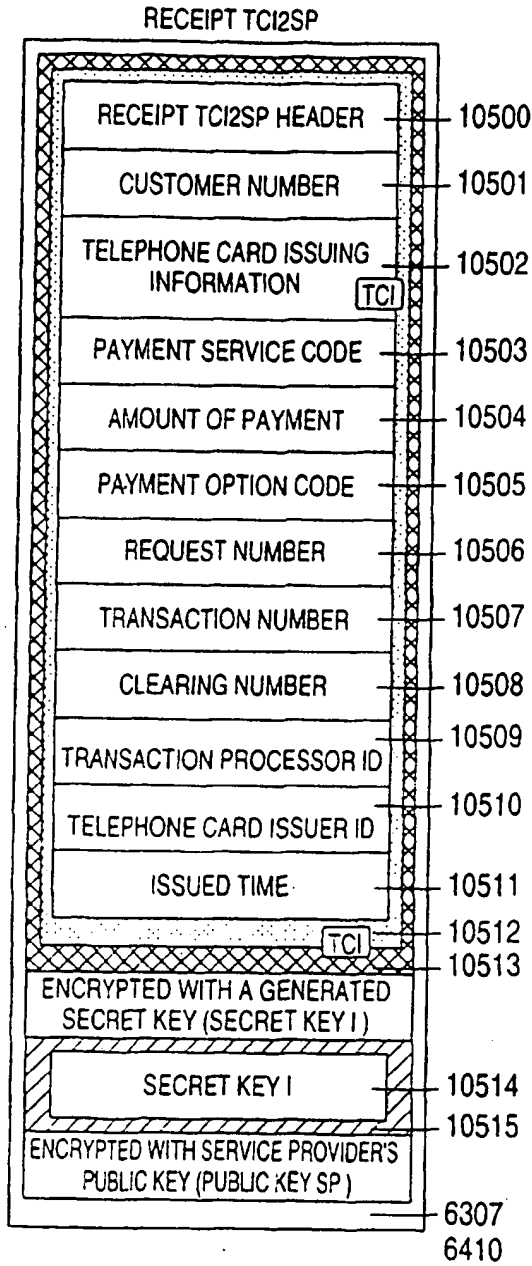 RECEIPT TCI2SP
RECEIPT TCI2SP HEADER 10500
CUSTOMER NUMBER 10501
TELEPHONE CARD ISSUING 10502
INFORMATION
TCI
PAYMENT SERVICE CODE 10503
AMOUNT OF PAYMENT 10504
PAYMENT OPTION CODE 10505
REQUEST NUMBER 10506
TRANSACTION NUMBER 10507
CLEARING NUMBER 10508
TRANSACTION PROCESSOR ID 10509
TELEPHONE CARD ISSUER ID 10510
ISSUED TIME 10511
TCI 10512
10513
ENCRYPTED WITH A GENERATED
SECRET KEY (SECRET KEY I)
SECRET KEY I 10514
10515
ENCRYPTED WITH SERVICE PROVIDER'S
PUBLIC KEY (PUBLIC KEY SP)
6307
6410